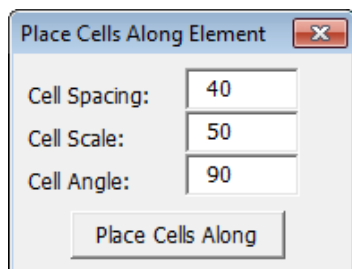 Place Cells Along Element
Cell Spacing: 40
Cell Scale: 50
Cell Angle: 90
Place Cells Along